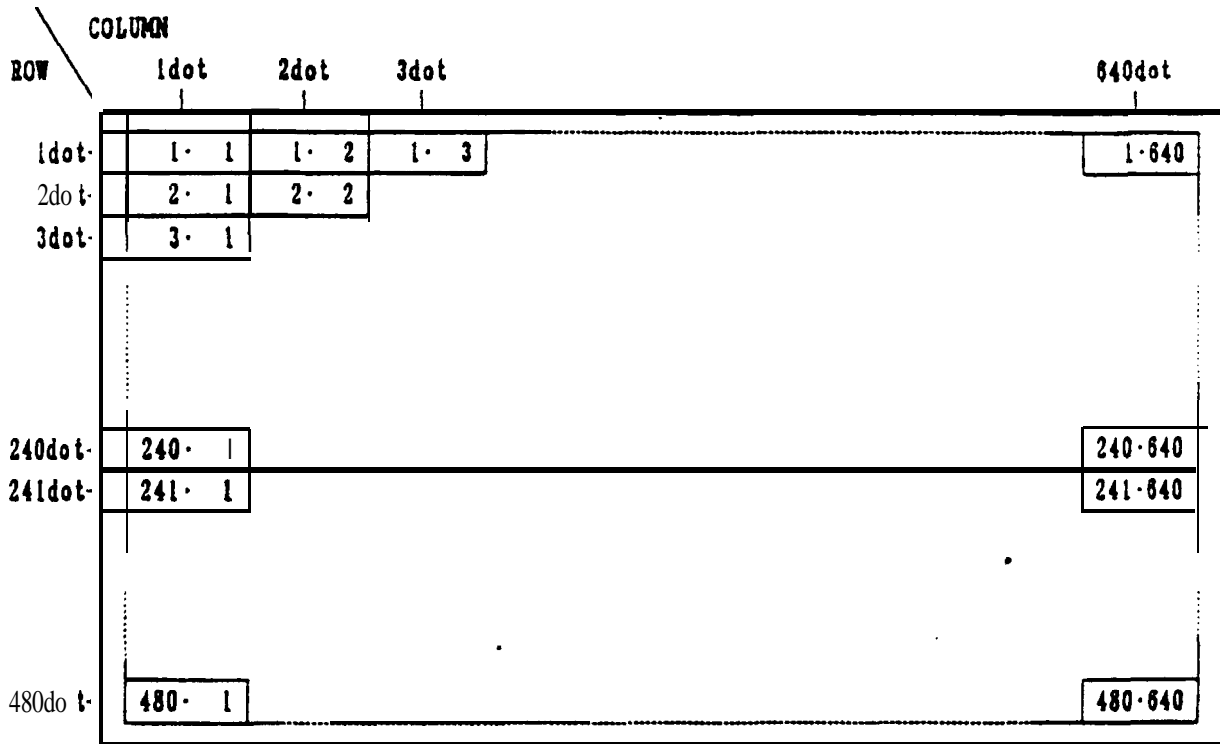 COLUMN
ROW 1dot 2dot 3dot 640dot
1dot 1· 1 1· 2 1· 3 1·640
2dot 2· 1 2· 2
3dot 3· 1
240dot 240· 1 240·640
241dot 241· 1 241·640
480dot 480· 1 480·640